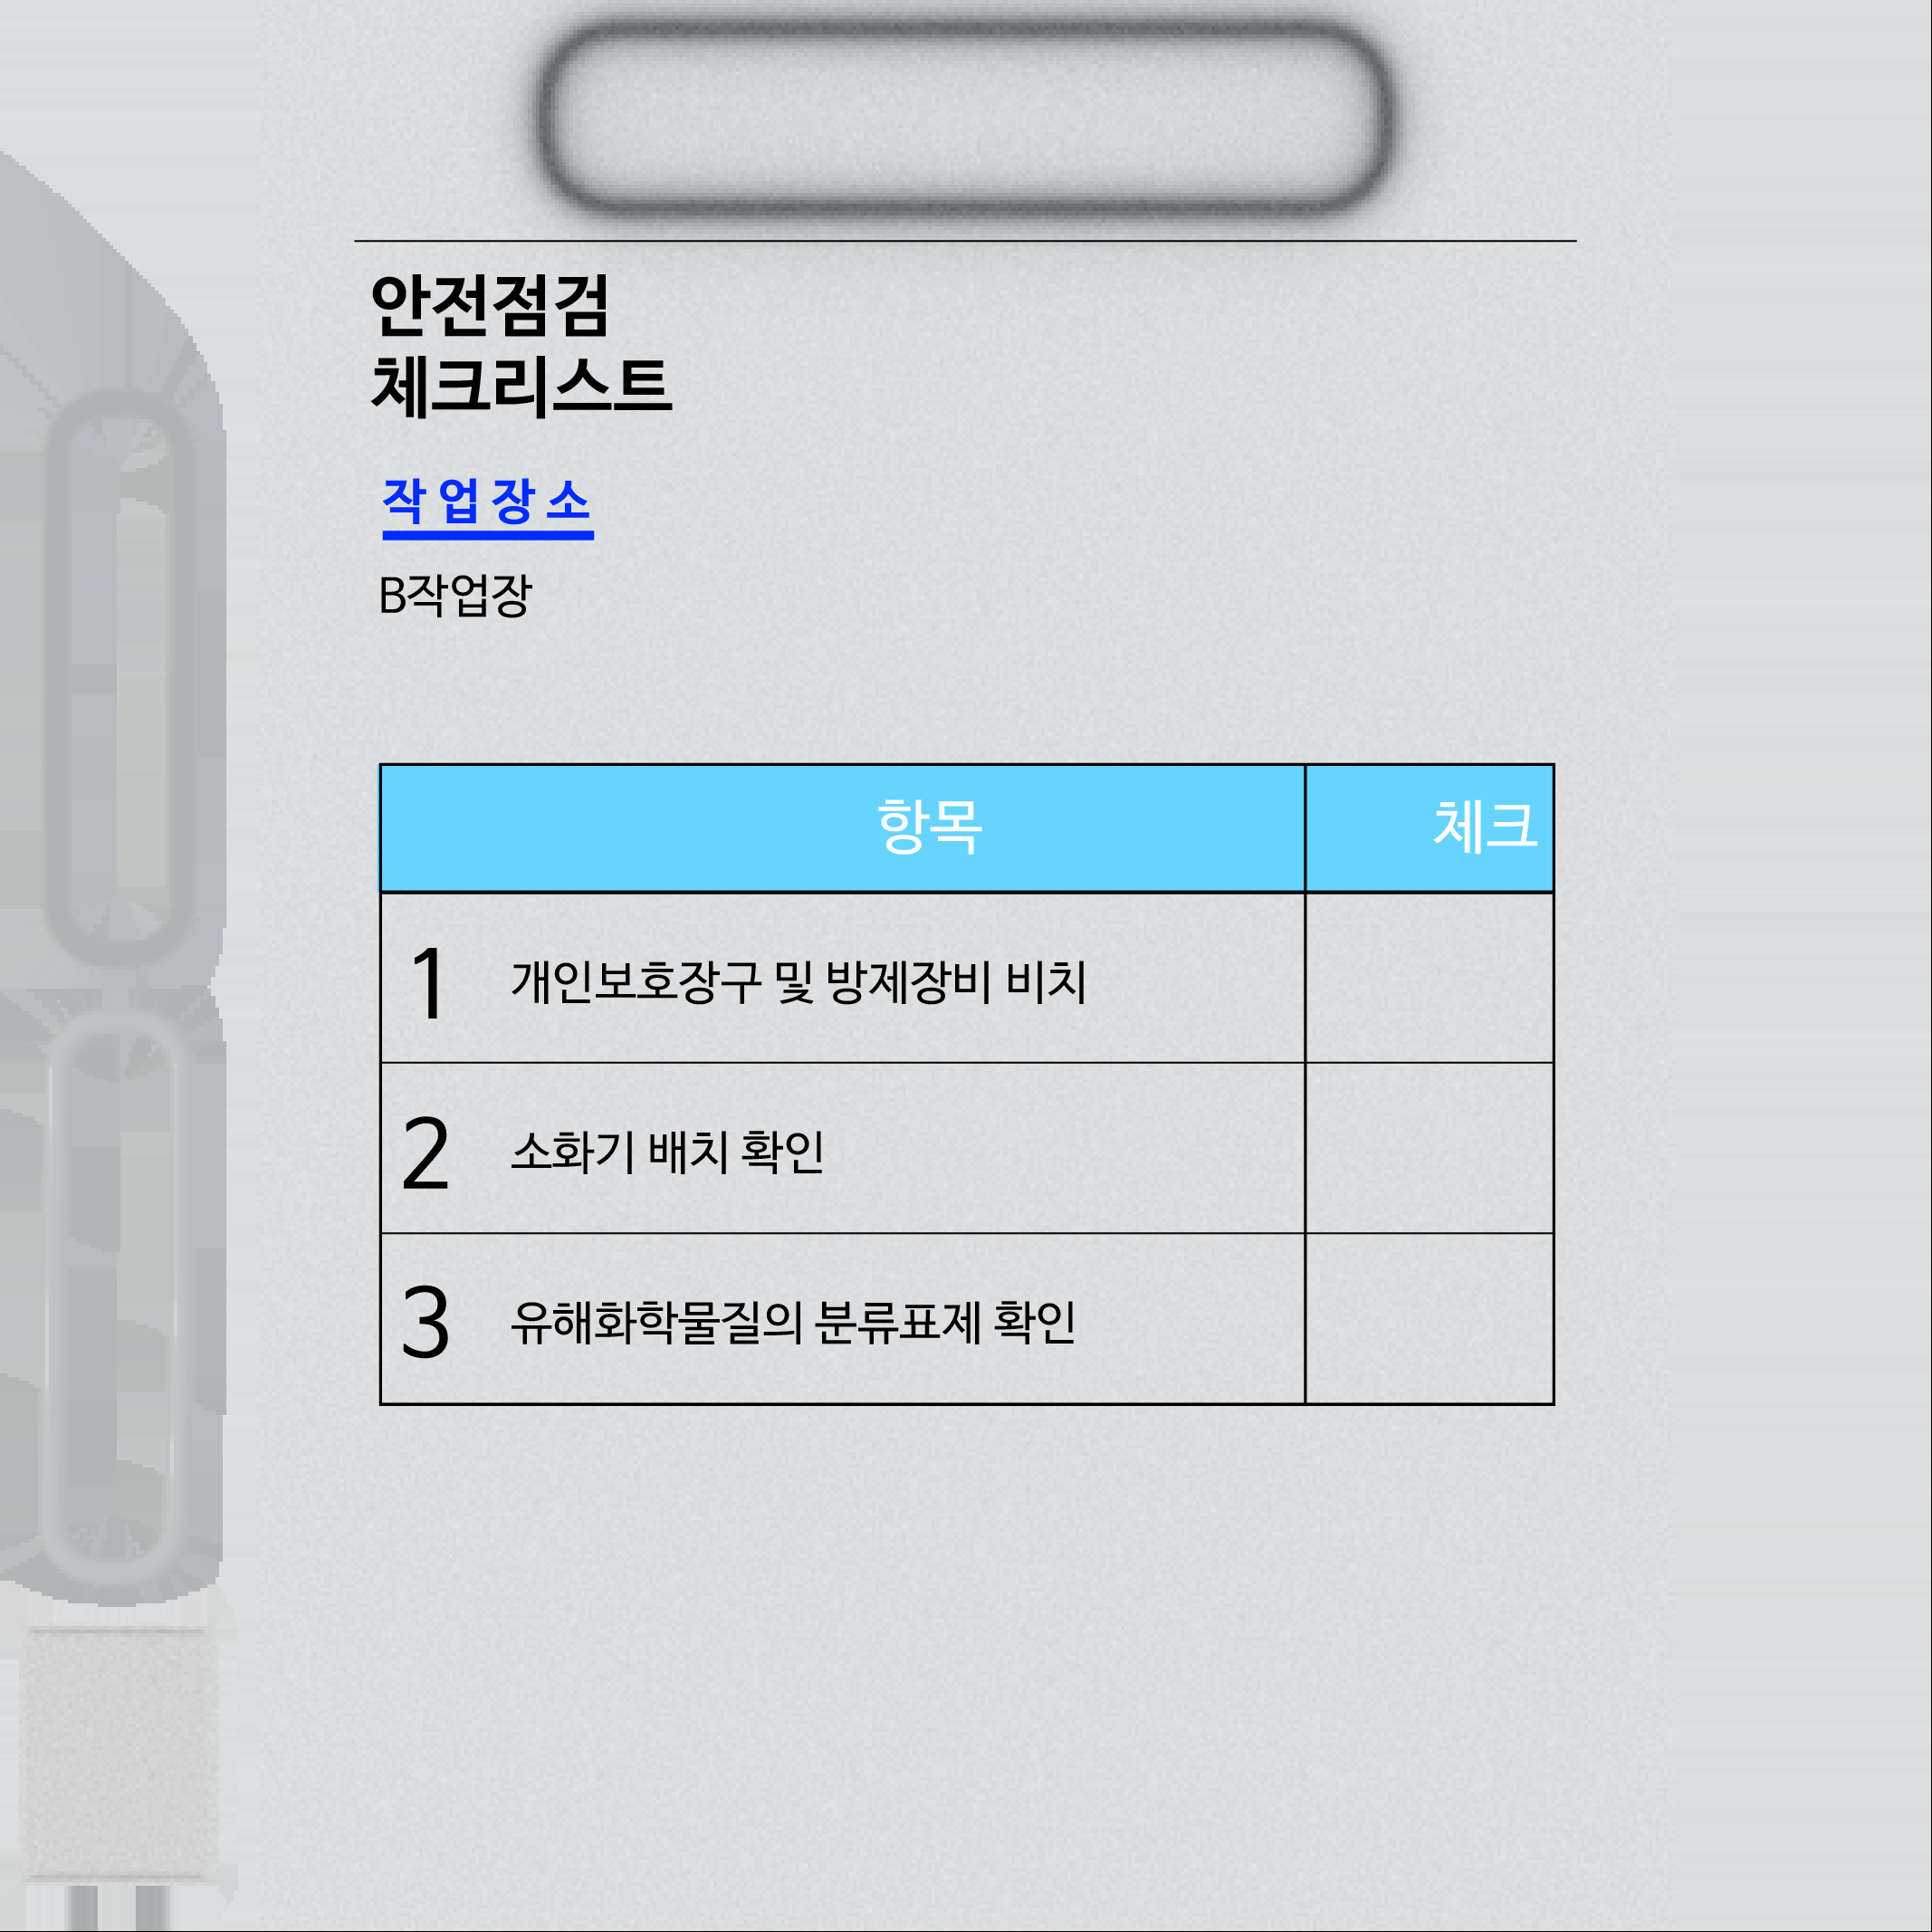 안전점검
체크리스트
작업장소
B작업장
항목 체크
1 개인보호장구 및 방제장비 비치
2 소화기 배치 확인
3 유해화학물질의 분류표제 확인